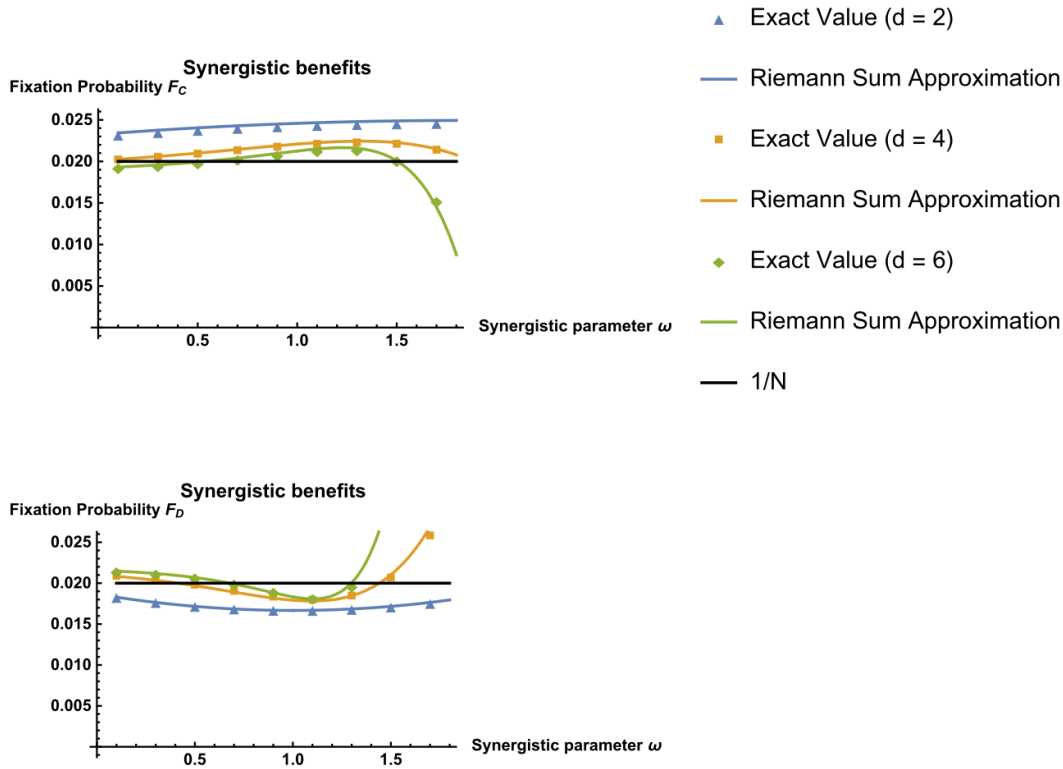 Synergistic benefits
Fixation Probability F_C
0.025
0.020
0.015
0.010
0.005
0.5
1.0
1.5
Synergistic parameter ω
Exact Value (d = 2)
Riemann Sum Approximation
Exact Value (d = 4)
Riemann Sum Approximation
Exact Value (d = 6)
Riemann Sum Approximation
1/N
Synergistic benefits
Fixation Probability F_D
0.025
0.020
0.015
0.010
0.005
0.5
1.0
1.5
Synergistic parameter ω